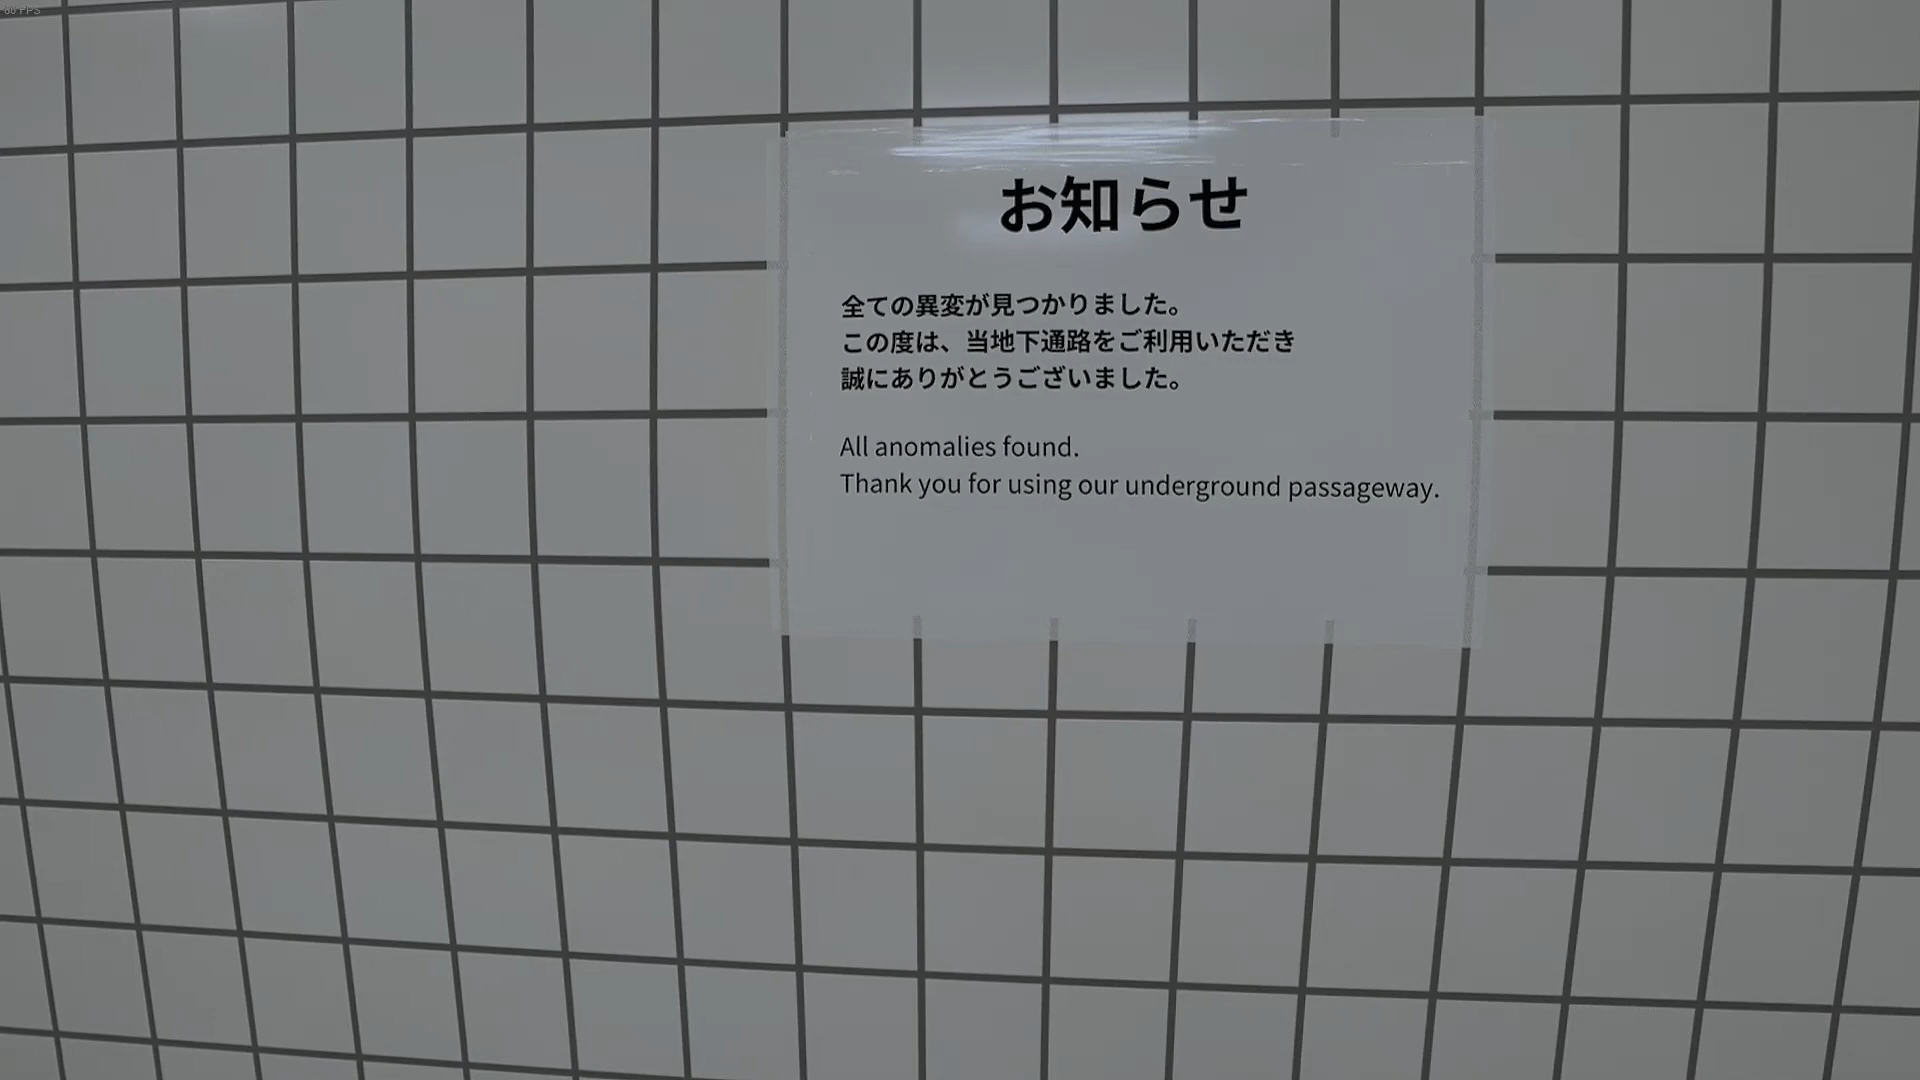 60 FPS
お知らせ
全ての異変が見つかりました。
この度は、当地下通路をご利用いただき
誠にありがとうございました。
All anomalies found.
Thank you for using our underground passageway.